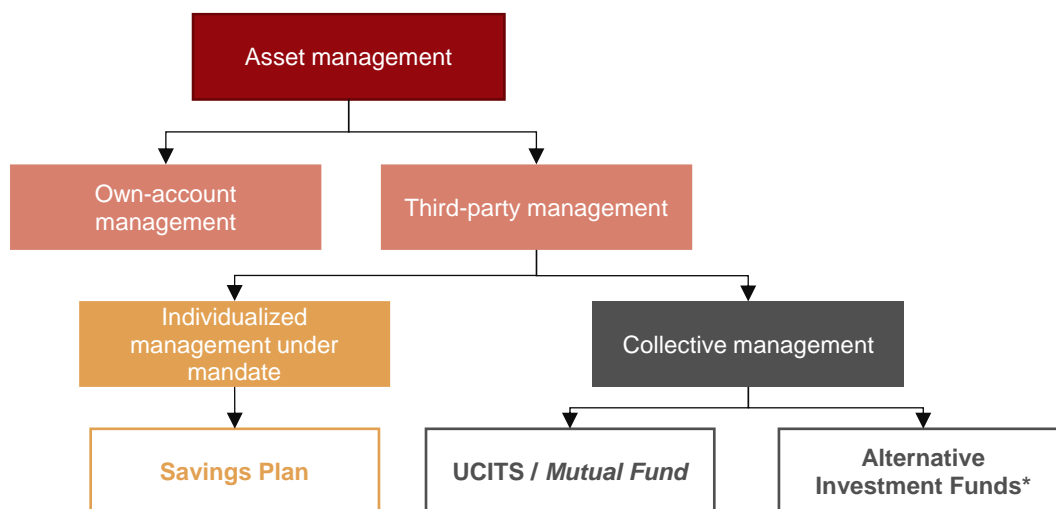 Asset management
Own-account
management
Third-party management
Individualized
management under
mandate
Collective management
Savings Plan
UCITS / Mutual Fund
Alternative
Investment Funds*